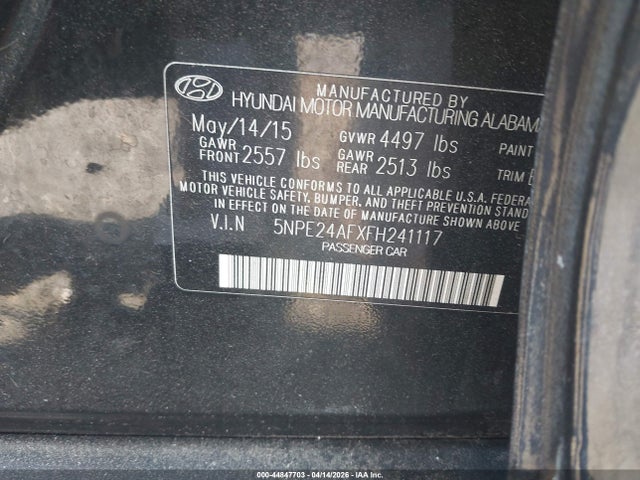 MANUFACTURED BY
HYUNDAI MOTOR MANUFACTURING ALABAMA
May/14/15 GVWR 4497 lbs PAINT
GAWR FRONT 2557 lbs GAWR REAR 2513 lbs TRIM
THIS VEHICLE CONFORMS TO ALL APPLICABLE U.S.A. FEDERAL
MOTOR VEHICLE SAFETY, BUMPER, AND THEFT PREVENTION STANDARDS
IN EFFECT ON THE DATE OF MANUFACTURE SHOWN ABOVE
V.I.N 5NPE24AFXFH241117
PASSENGER CAR
000-44847703 - 04/14/2026 - IAA, Inc.